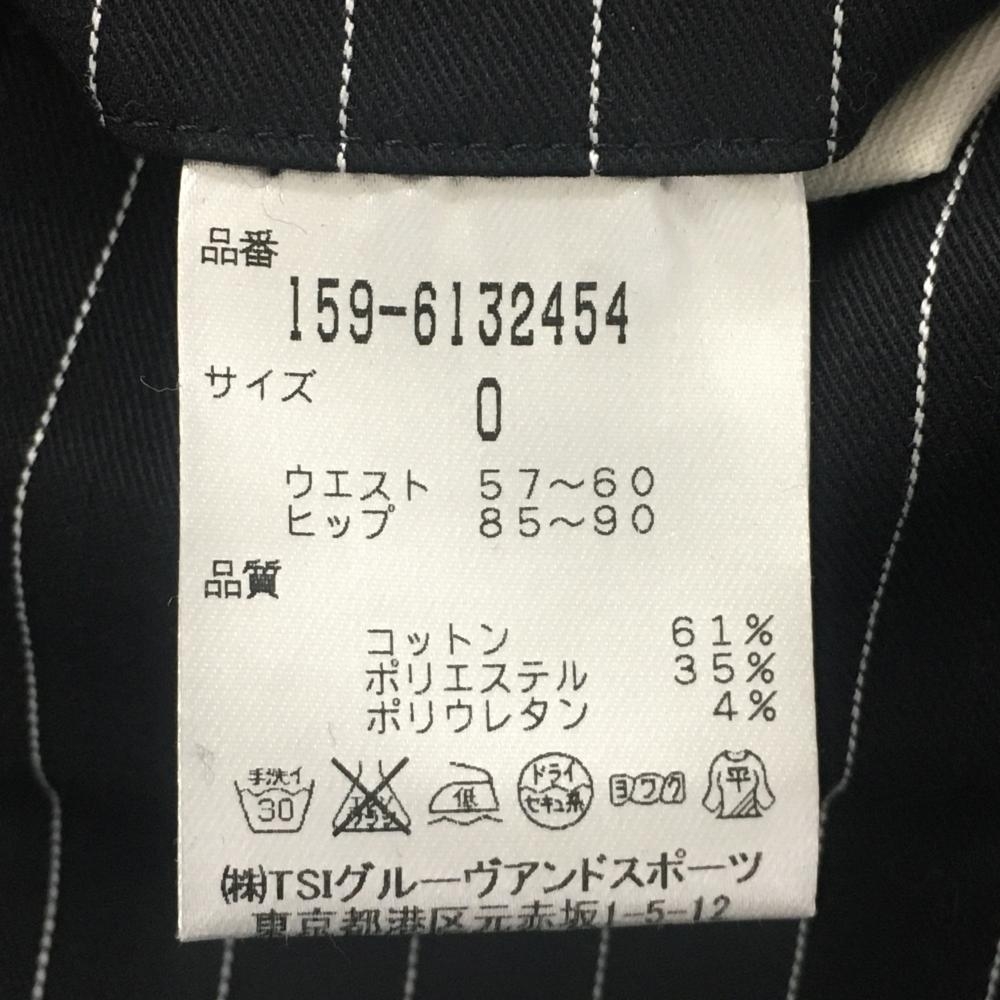 品番
159-6132454
サイズ
0
ウエスト 57〜60
ヒップ 85〜90
品質
コットン 61%
ポリエステル 35%
ポリウレタン 4%
手洗イ 30 低 ドライ セキユ系 ヨワク 平
㈱TSIグルーヴアンドスポーツ
東京都港区元赤坂1-5-12